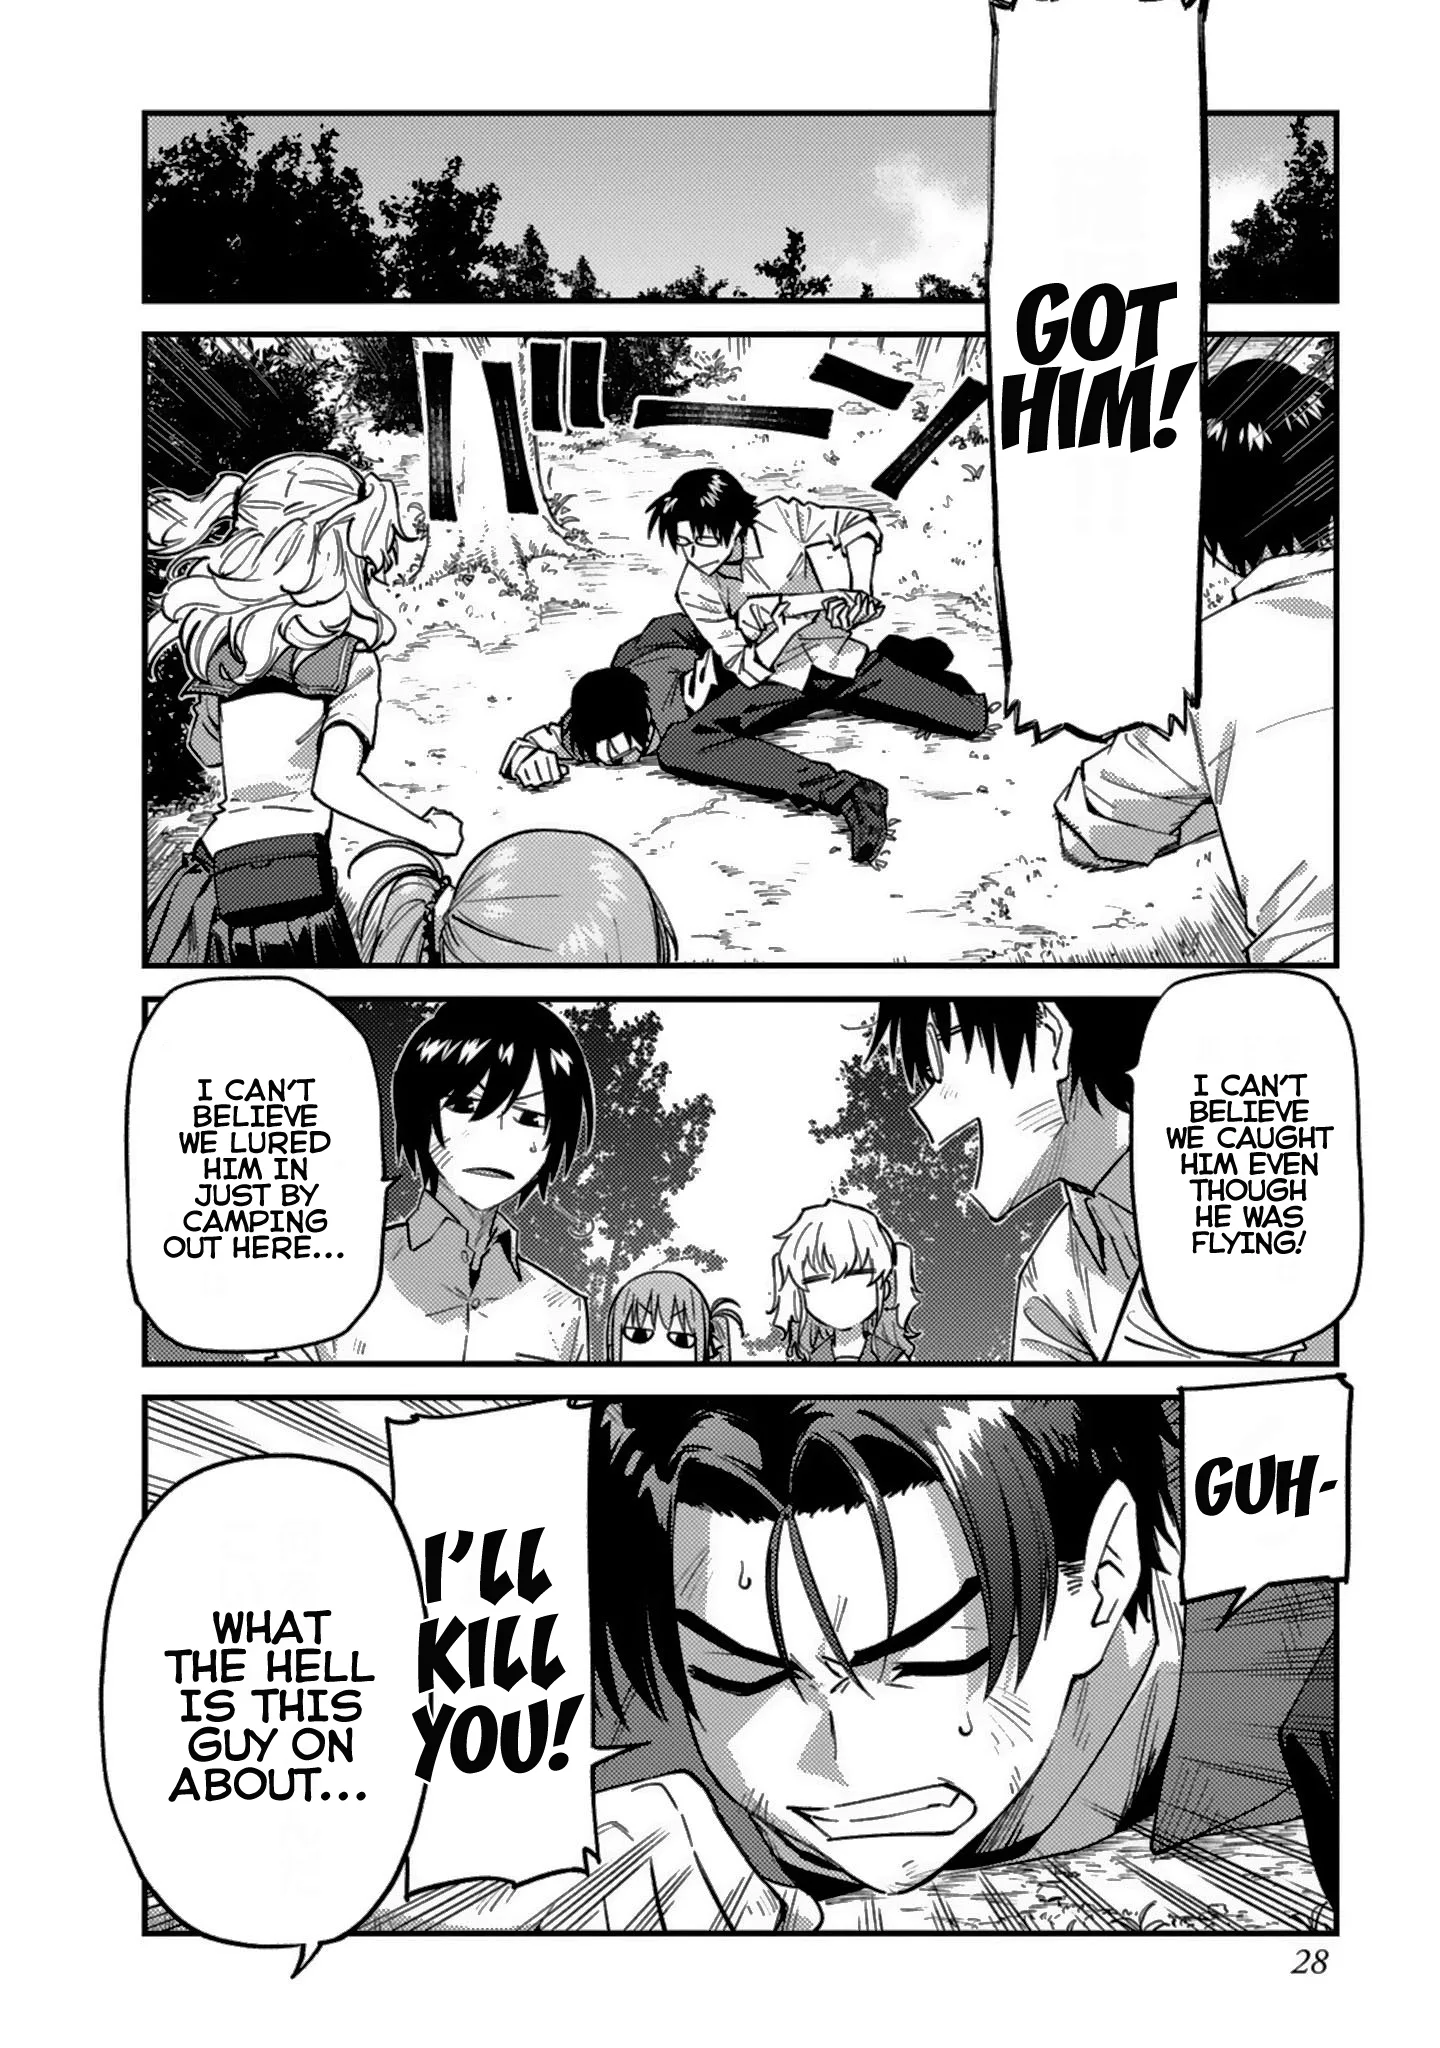 GOT
HIM!
I CAN'T
BELIEVE
WE CAUGHT
HIM EVEN
THOUGH
HE WAS
FLYING!
I CAN'T
BELIEVE
WE LURED
HIM IN
JUST BY
CAMPING
OUT HERE...
GUH-
I'LL
KILL
YOU!
WHAT
THE HELL
IS THIS
GUY ON
ABOUT...
28